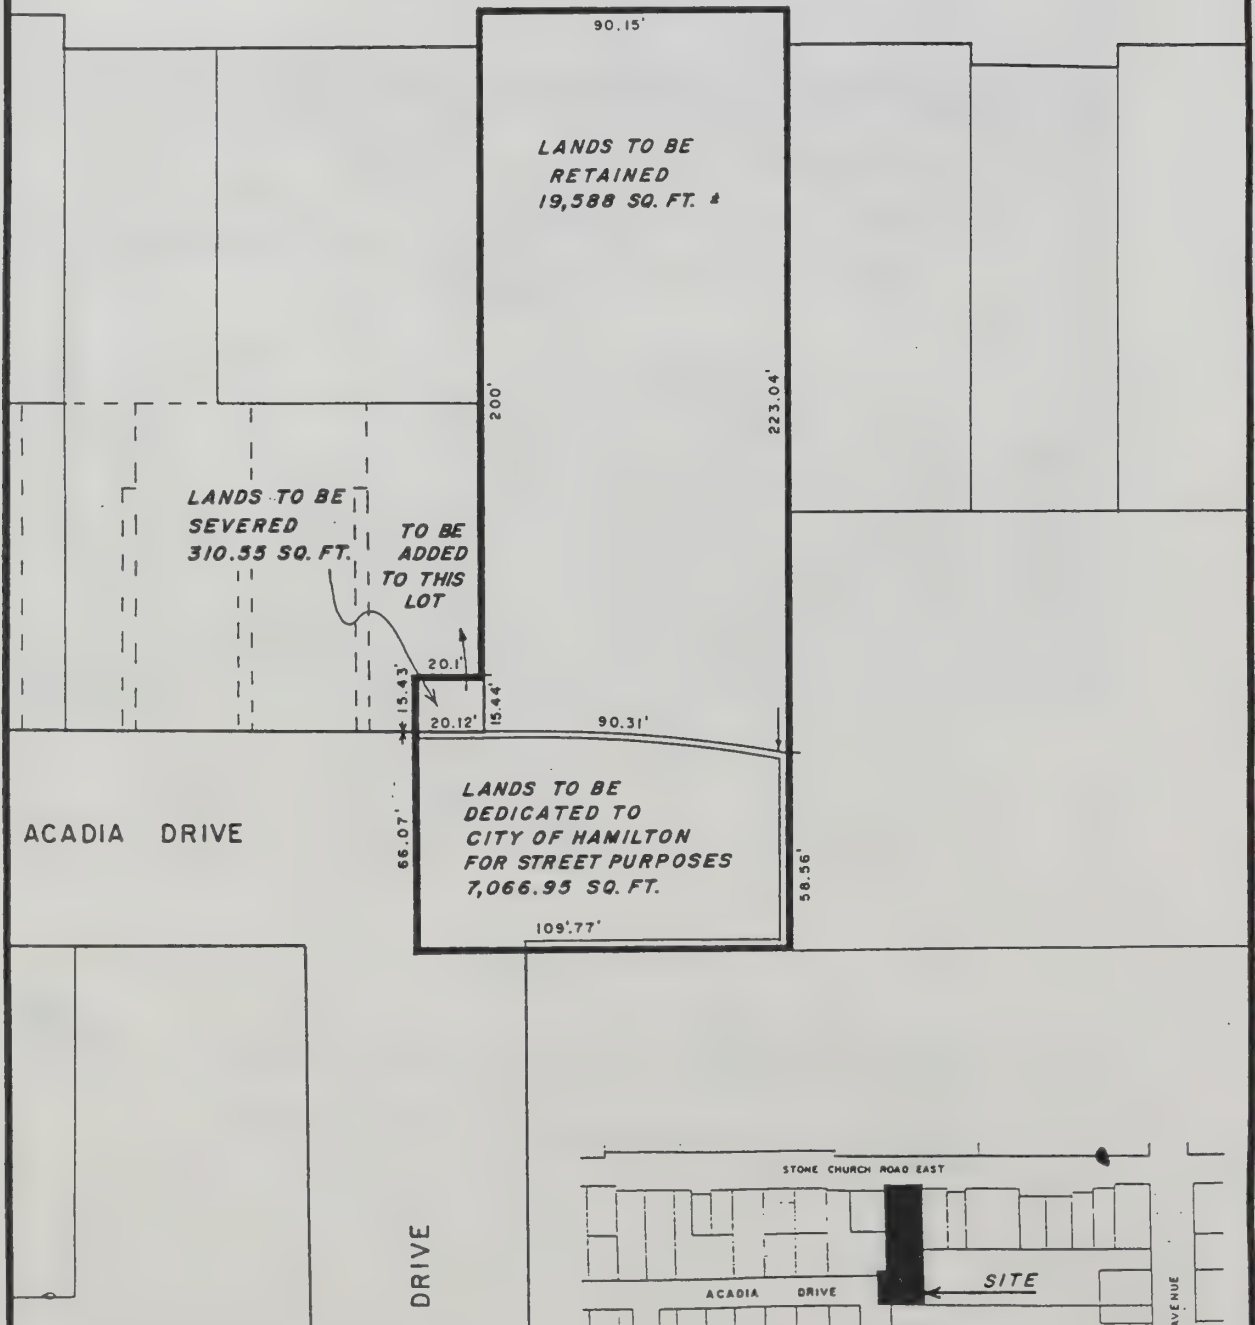 90.15'
LANDS TO BE
RETAINED
19,588 SQ. FT. ±
200'
223.04'
LANDS TO BE
SEVERED
310.55 SQ. FT.
TO BE
ADDED
TO THIS
LOT
20.1'
15.43'
15.44'
20.12'
90.31'
LANDS TO BE
DEDICATED TO
CITY OF HAMILTON
FOR STREET PURPOSES
7,066.95 SQ. FT.
ACADIA DRIVE
66.07'
58.56'
109.77'
DRIVE
STONE CHURCH ROAD EAST
SITE
ACADIA DRIVE
AVENUE